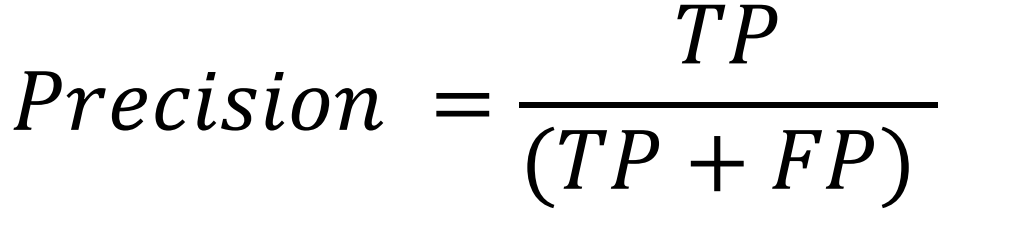 Precision = TP / (TP + FP)